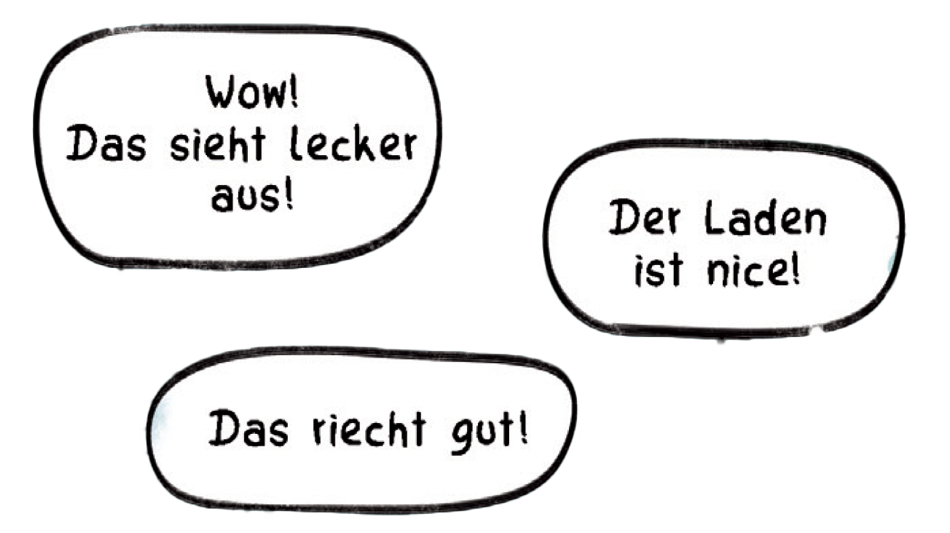 Wow!
Das sieht lecker
aus!
Der Laden
ist nice!
Das riecht gut!